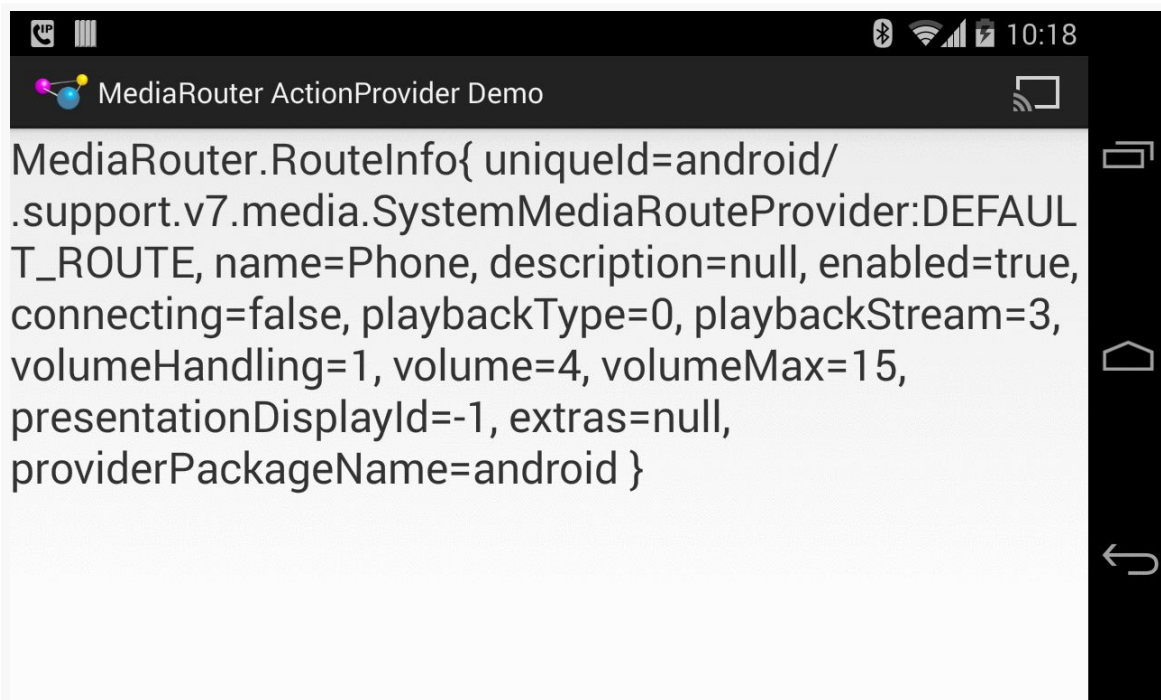 10:18
MediaRouter ActionProvider Demo
MediaRouter.RouteInfo{ uniqueId=android/
.support.v7.media.SystemMediaRouteProvider:DEFAUL
T_ROUTE, name=Phone, description=null, enabled=true,
connecting=false, playbackType=0, playbackStream=3,
volumeHandling=1, volume=4, volumeMax=15,
presentationDisplayId=-1, extras=null,
providerPackageName=android }